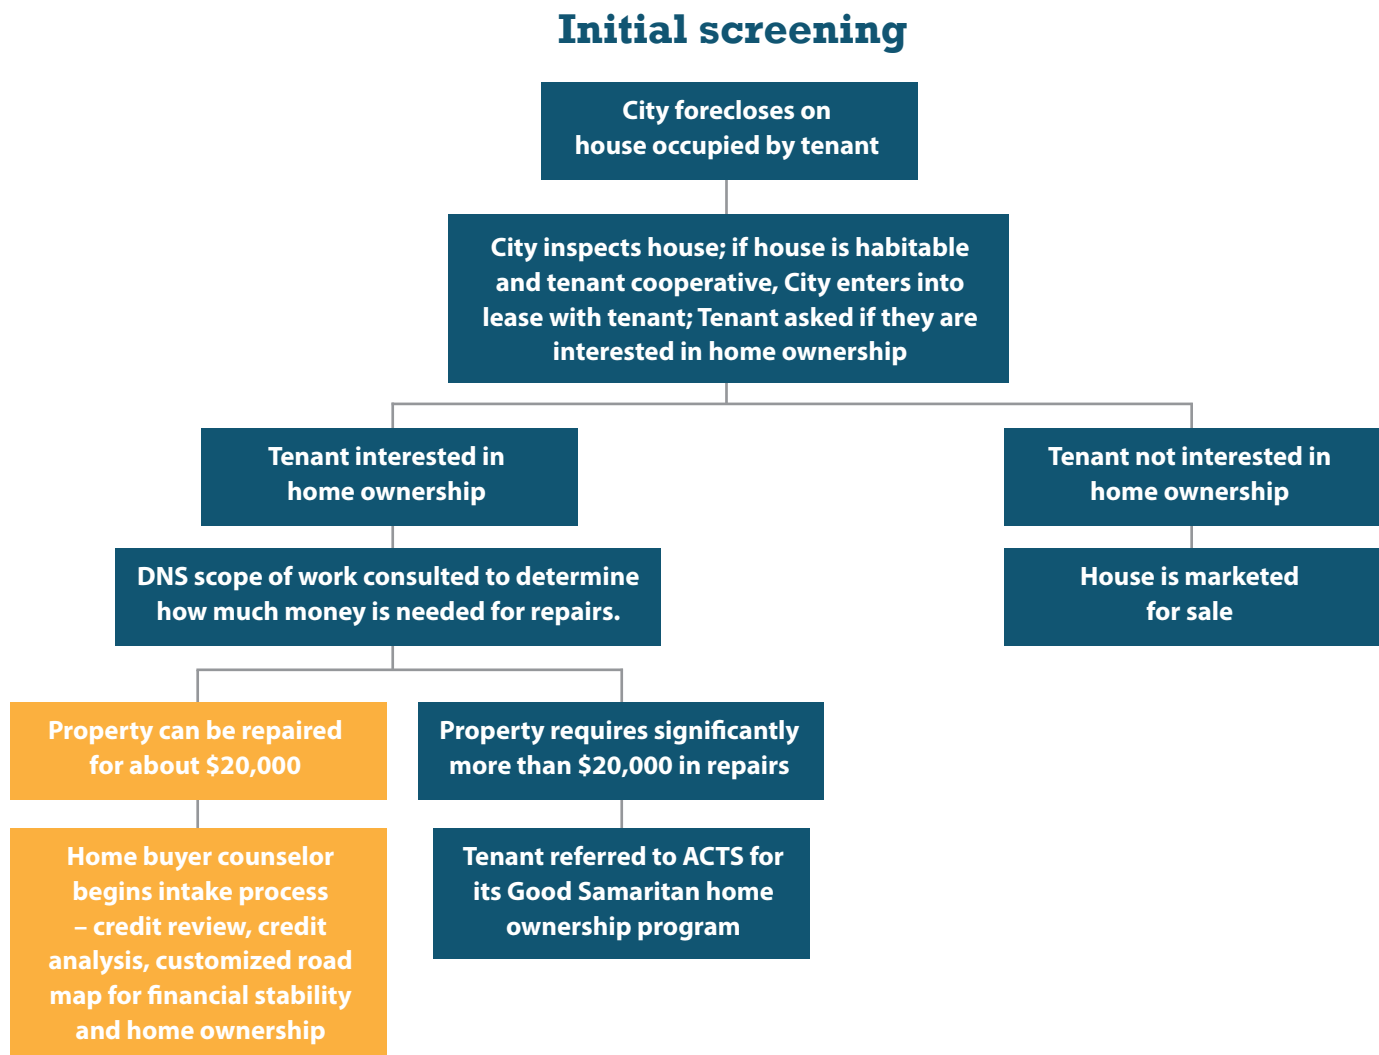 Initial screening
City forecloses on
house occupied by tenant
City inspects house; if house is habitable
and tenant cooperative, City enters into
lease with tenant; Tenant asked if they are
interested in home ownership
Tenant interested in
home ownership
Tenant not interested in
home ownership
DNS scope of work consulted to determine
how much money is needed for repairs.
House is marketed
for sale
Property can be repaired
for about $20,000
Property requires significantly
more than $20,000 in repairs
Home buyer counselor
begins intake process
– credit review, credit
analysis, customized road
map for financial stability
and home ownership
Tenant referred to ACTS for
its Good Samaritan home
ownership program